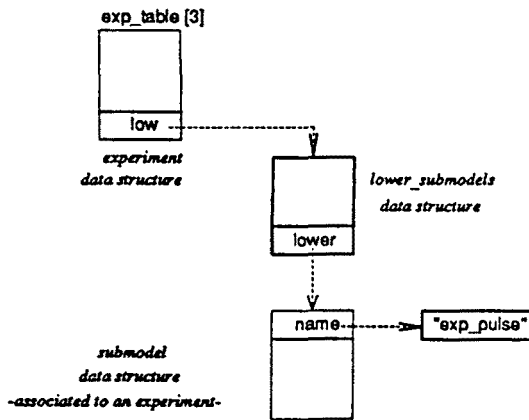 exp_table [3]
low
experiment
data structure
lower_submodels
data structure
lower
name
"exp_pulse"
submodel
data structure
-associated to an experiment-